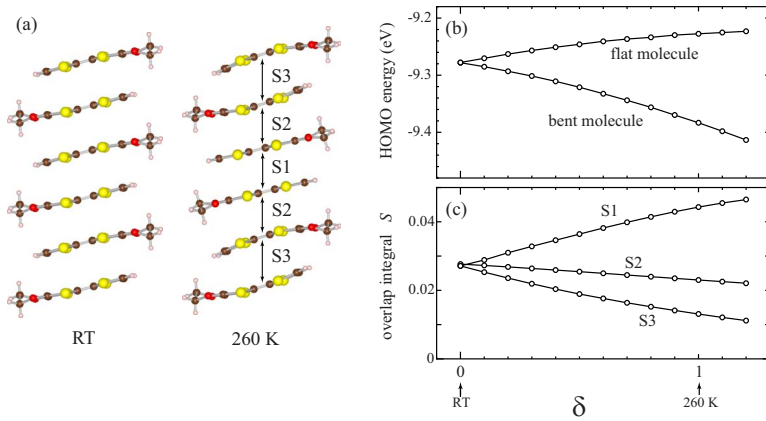 (a)
S3
S2
S1
S2
S3
RT
260 K
(b)
HOMO energy (eV)
-9.2
-9.3
-9.4
flat molecule
bent molecule
(c)
overlap integral S
0.04
0.02
0
S1
S2
S3
0
1
RT
δ
260 K